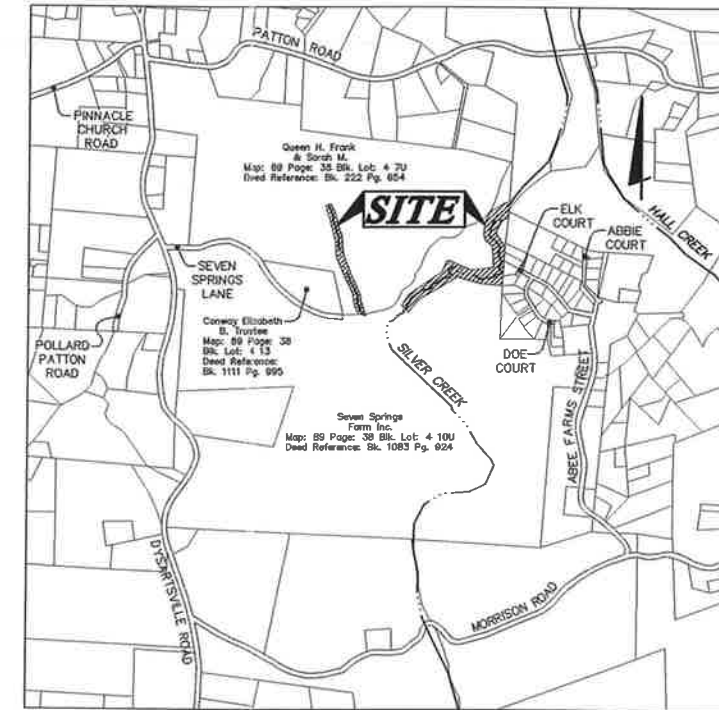 PATTON ROAD
PINNACLE
CHURCH
ROAD
Queen H. Frank
& Sarah M.
Map: 89 Page: 38 Blk. Lot: 4 7U
Deed Reference: Bk. 222 Pg. 654
SITE
ELK
COURT
ABBIE
COURT
HALL CREEK
SEVEN
SPRINGS
LANE
Conway Elizabeth
B. Trustee
Map: 89 Page: 38
Blk. Lot: 4 13
Deed Reference:
Bk. 1111 Pg. 995
POLLARD
PATTON
ROAD
SILVER CREEK
DOE
COURT
ABEE FARMS STREET
Seven Springs
Farm Inc.
Map: 89 Page: 38 Blk. Lot: 4 10U
Deed Reference: Bk. 1083 Pg. 924
DYSARTSVILLE ROAD
MORRISON ROAD